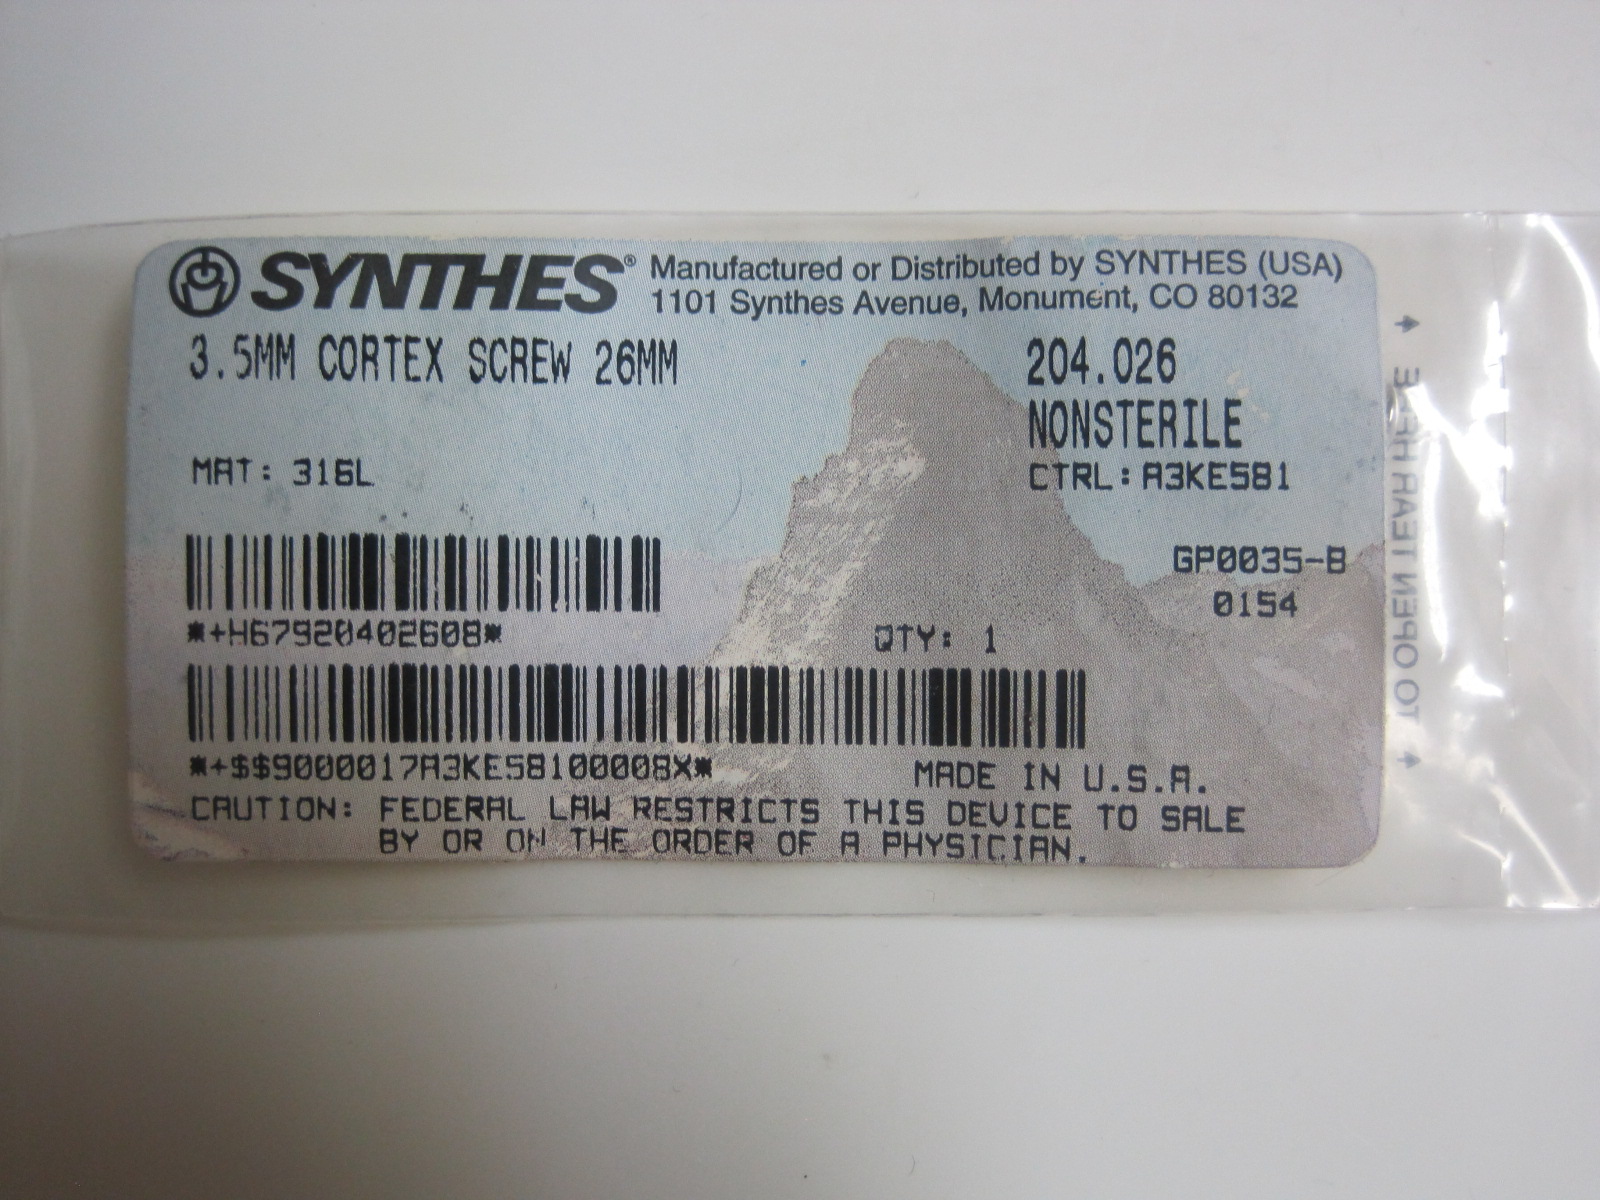 SYNTHES® Manufactured or Distributed by SYNTHES (USA)
1101 Synthes Avenue, Monument, CO 80132
3.5MM CORTEX SCREW 26MM
204.026
NONSTERILE
MAT: 316L
CTRL: A3KE581
GP0035-B
0154
*+H67920402608*
QTY: 1
*+$$9000017A3KE58100008X*
MADE IN U.S.A.
CAUTION: FEDERAL LAW RESTRICTS THIS DEVICE TO SALE
BY OR ON THE ORDER OF A PHYSICIAN.
TO OPEN TEAR HERE